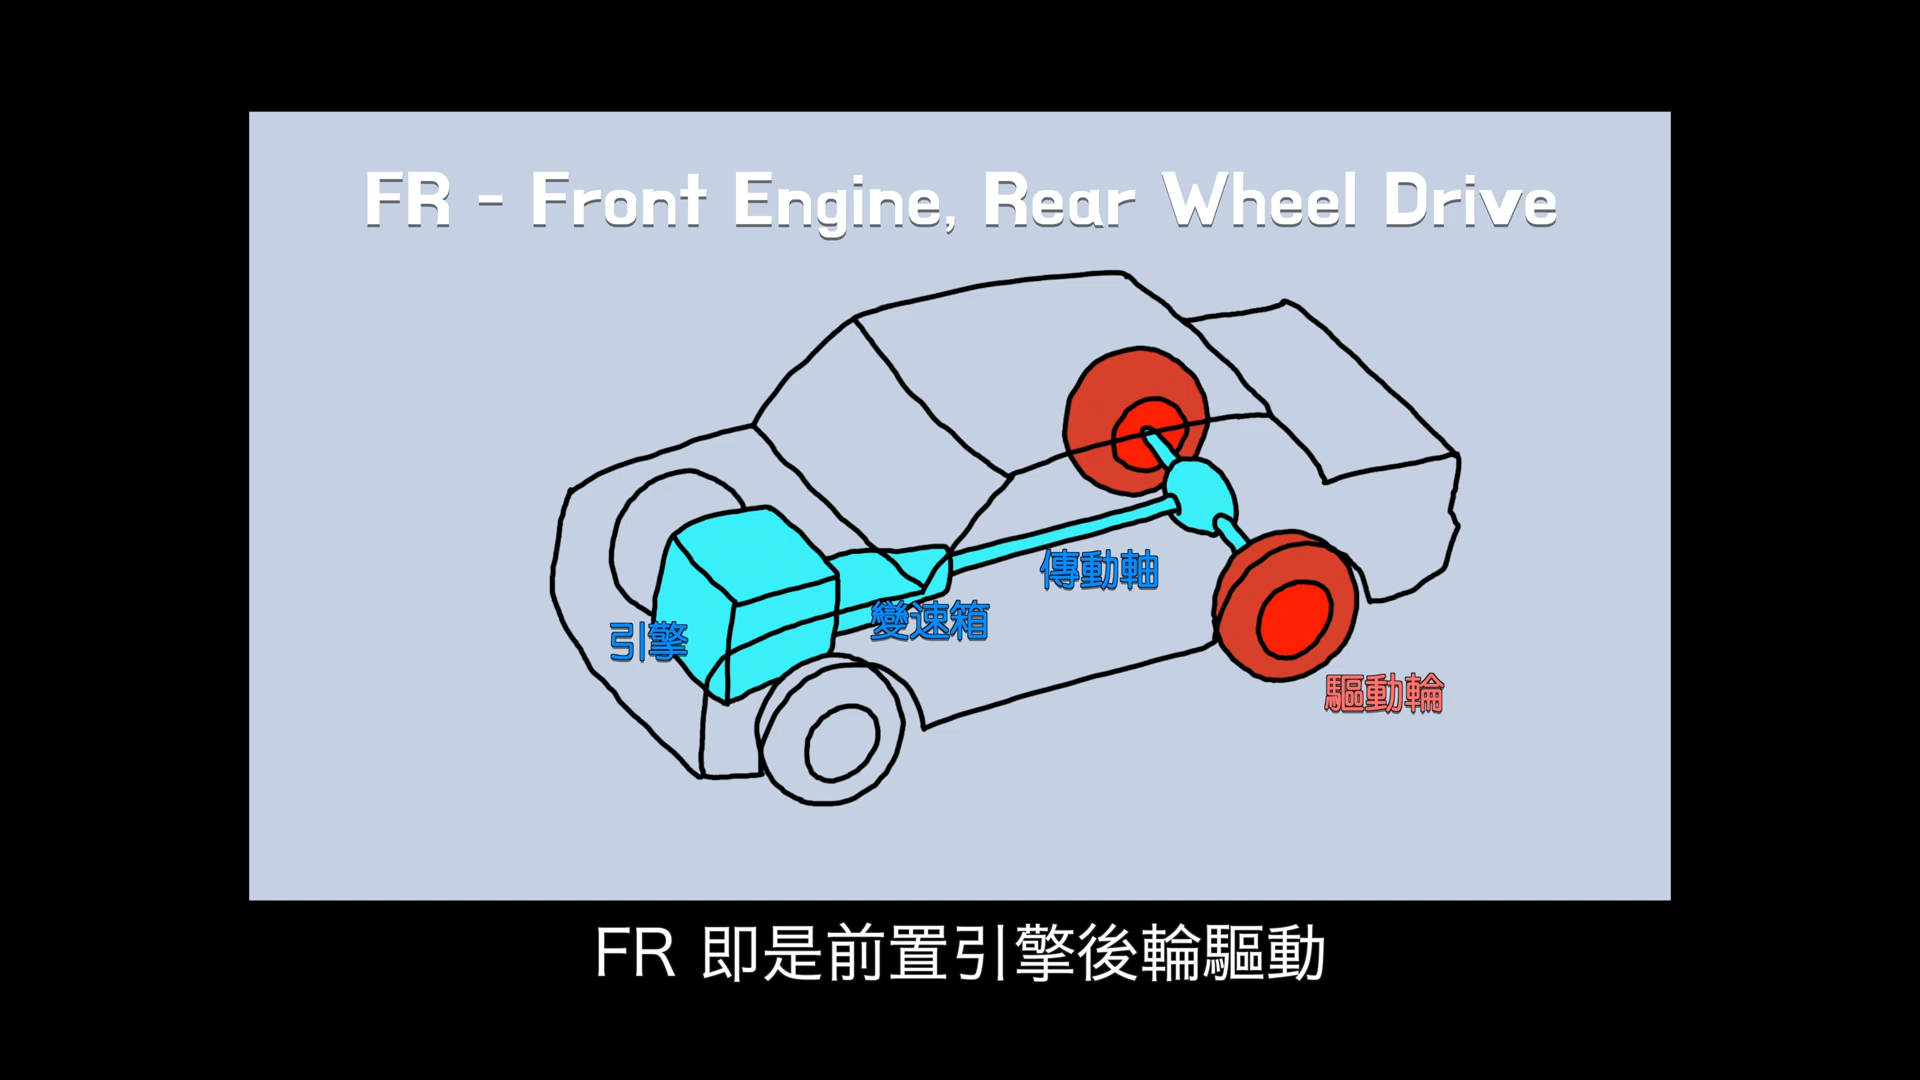 FR - Front Engine, Rear Wheel Drive
傳動軸
變速箱
引擎
驅動輪
FR 即是前置引擎後輪驅動